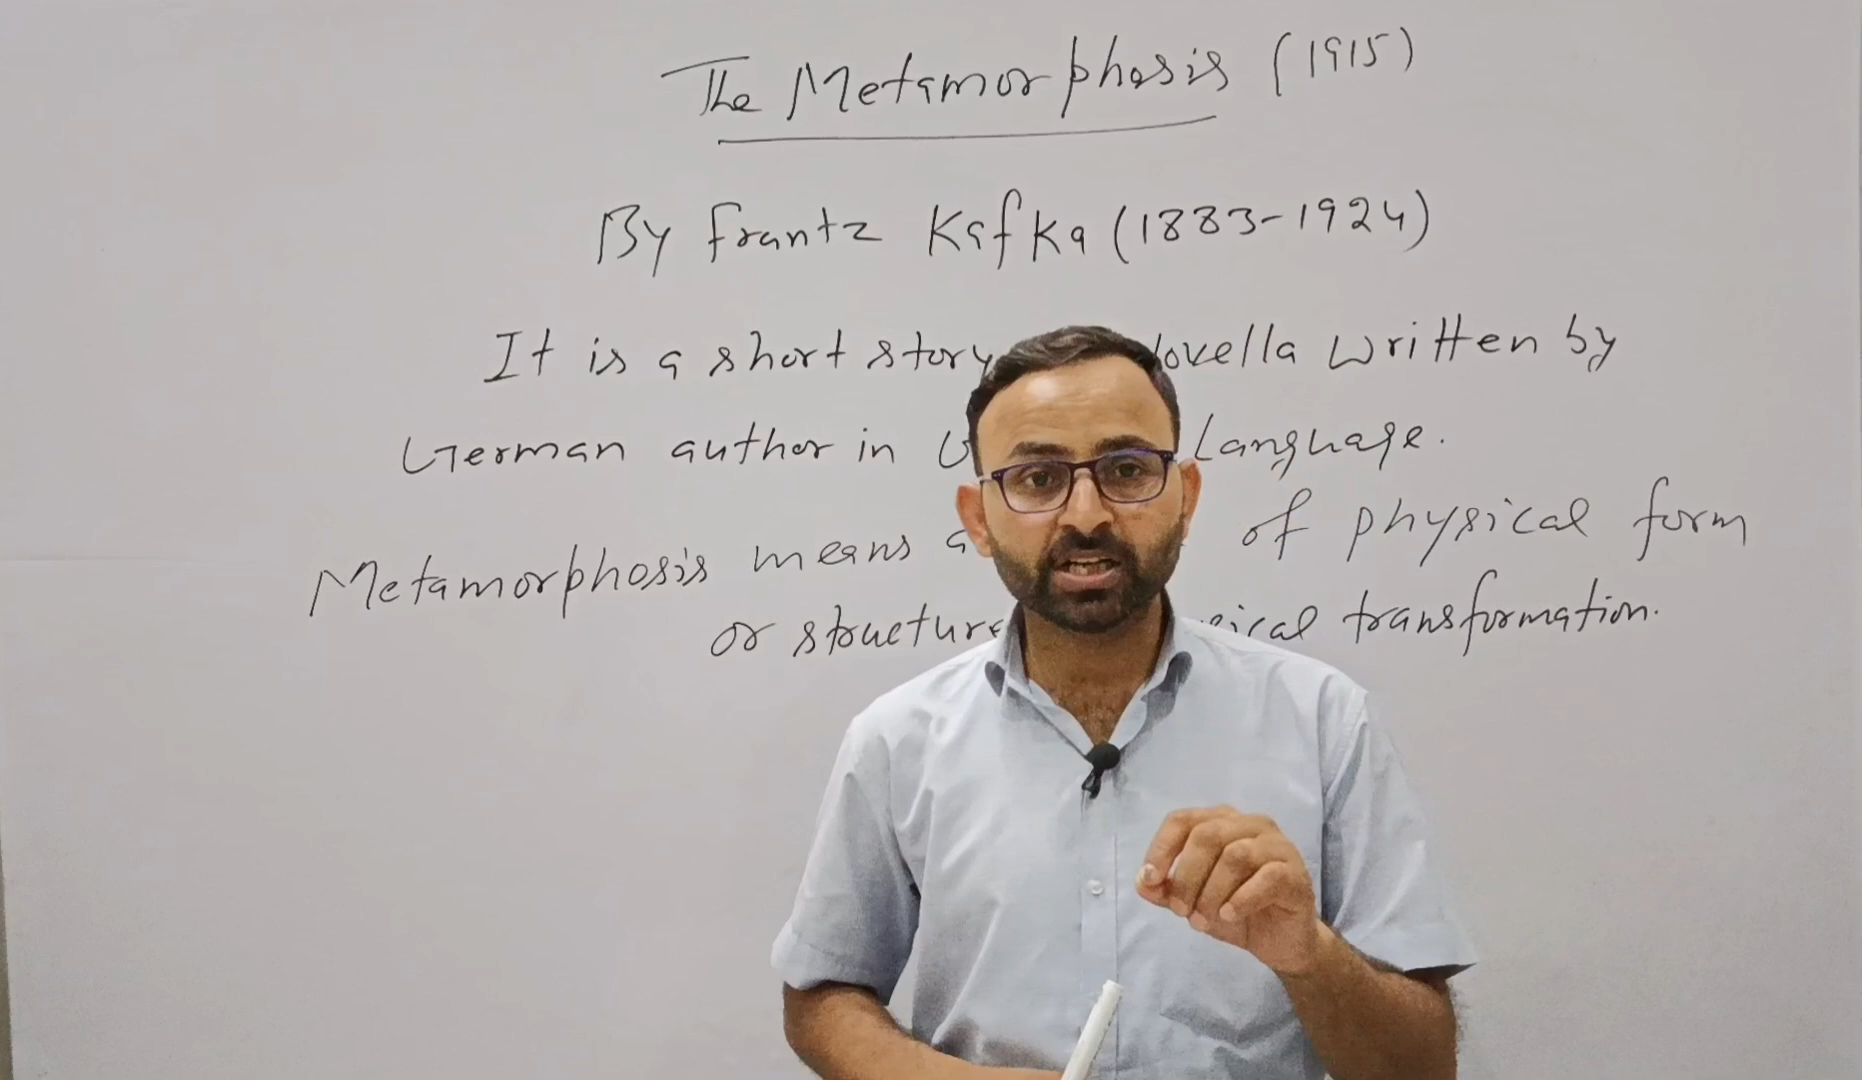 The Metamorphosis (1915)
By Frantz Kafka (1883-1924)
It is a short story written by
German author in Language.
Metamorphosis means a of physical form
or structure transformation.